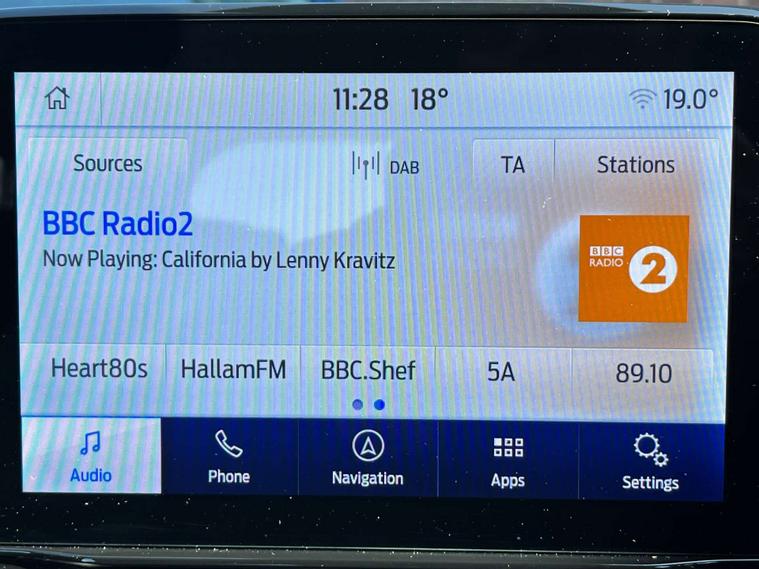 11:28 18° 19.0°
Sources DAB TA Stations
BBC Radio2
Now Playing: California by Lenny Kravitz
BBC
RADIO 2
Heart80s HallamFM BBC.Shef 5A 89.10
Audio Phone Navigation Apps Settings